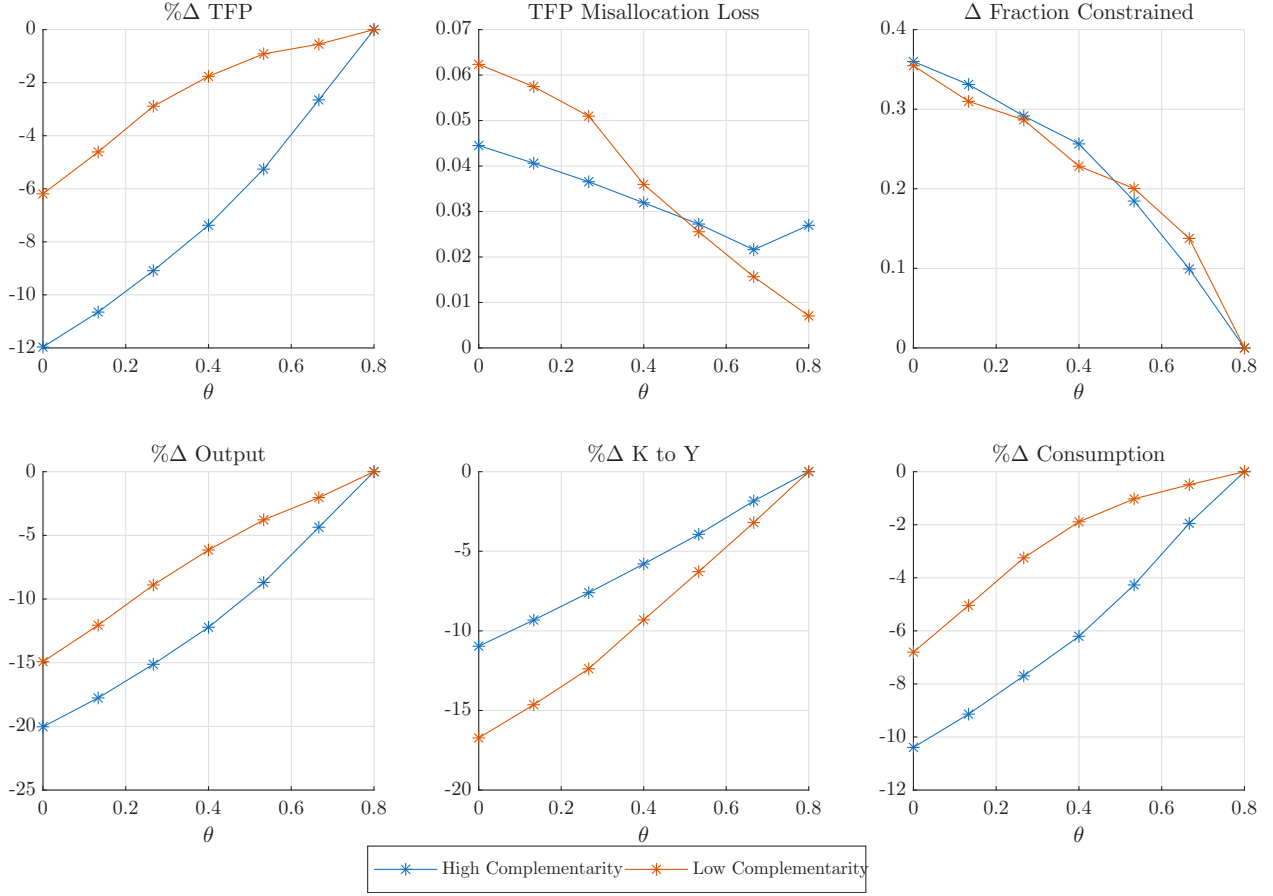 %Δ TFP
0
-2
-4
-6
-8
-10
-12
0 0.2 0.4 0.6 0.8
θ
TFP Misallocation Loss
0.07
0.06
0.05
0.04
0.03
0.02
0.01
0
0 0.2 0.4 0.6 0.8
θ
Δ Fraction Constrained
0.4
0.3
0.2
0.1
0
0 0.2 0.4 0.6 0.8
θ
%Δ Output
0
-5
-10
-15
-20
-25
0 0.2 0.4 0.6 0.8
θ
%Δ K to Y
0
-5
-10
-15
-20
0 0.2 0.4 0.6 0.8
θ
%Δ Consumption
0
-2
-4
-6
-8
-10
-12
0 0.2 0.4 0.6 0.8
θ
High Complementarity Low Complementarity